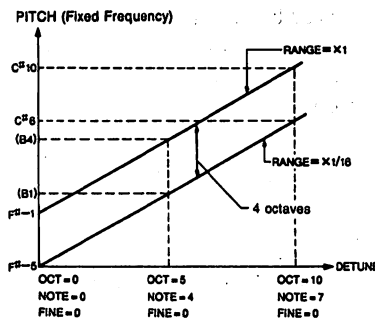 PITCH (Fixed Frequency)
RANGE=×1
C#10
C#6
(B4)
RANGE=×1/16
(B1)
4 octaves
F#-1
F#-5
DETUNE
OCT=0 OCT=5 OCT=10
NOTE=0 NOTE=4 NOTE=7
FINE=0 FINE=0 FINE=0